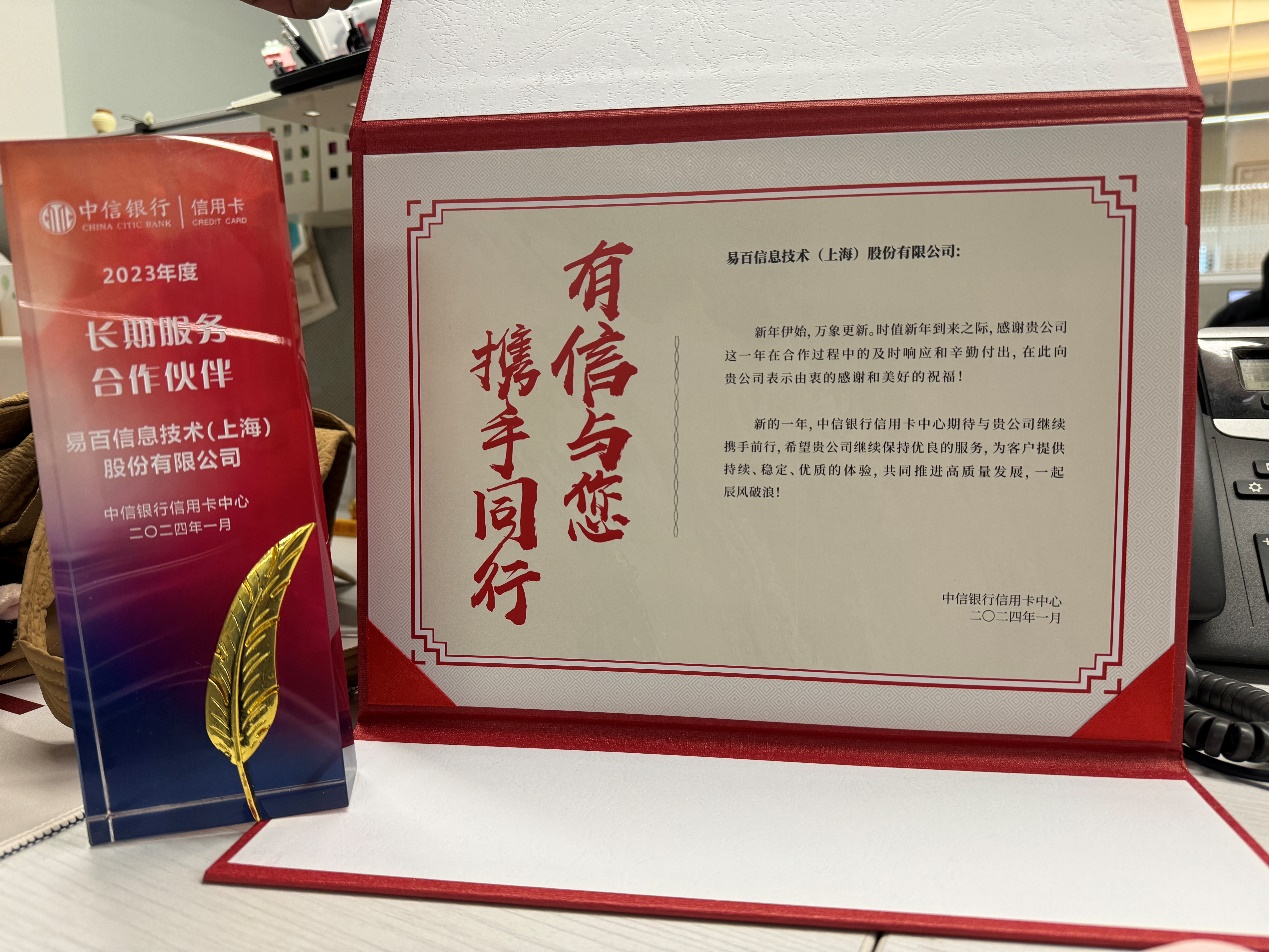 中信银行 信用卡
CHINA CITIC BANK CREDIT CARD
2023年度
长期服务
合作伙伴
易百信息技术(上海)
股份有限公司
中信银行信用卡中心
二〇二四年一月
有信与您
携手同行
易百信息技术（上海）股份有限公司：
新年伊始，万象更新。时值新年到来之际，感谢贵公司
这一年在合作过程中的及时响应和辛勤付出，在此向
贵公司表示由衷的感谢和美好的祝福！
新的一年，中信银行信用卡中心期待与贵公司继续
携手前行，希望贵公司继续保持优良的服务，为客户提供
持续、稳定、优质的体验，共同推进高质量发展，一起
辰风破浪！
中信银行信用卡中心
二〇二四年一月